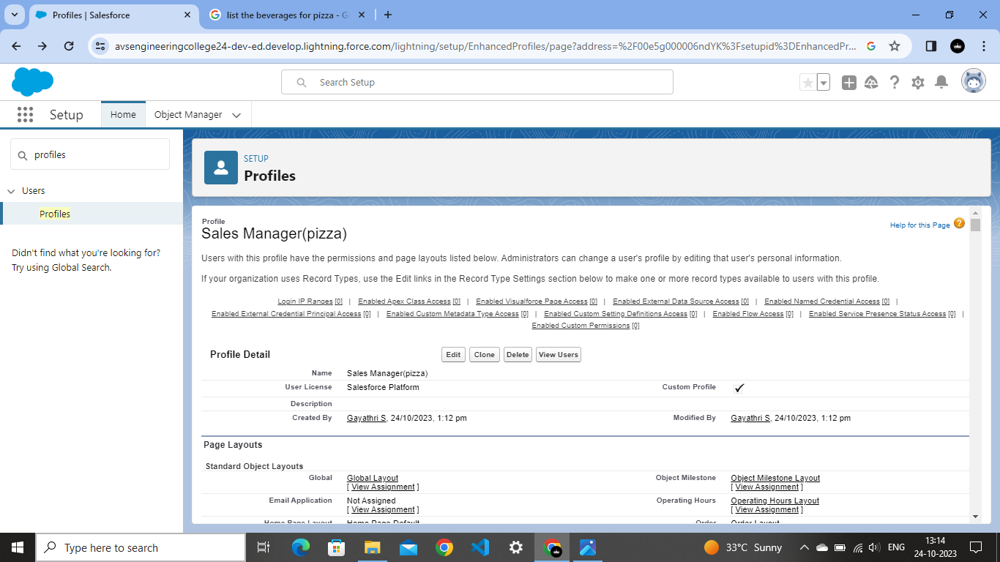 Profiles | Salesforce
list the beverages for pizza - G
avsengineeringcollege24-dev-ed.develop.lightning.force.com/lightning/setup/EnhancedProfiles/page?address=%2F00e5g000006ndYK%3Fsetupid%3DEnhancedPr...
Search Setup
Setup
Home
Object Manager
profiles
Users
Profiles
Didn't find what you're looking for?
Try using Global Search.
SETUP
Profiles
Profile
Sales Manager(pizza)
Help for this Page
Users with this profile have the permissions and page layouts listed below. Administrators can change a user's profile by editing that user's personal information.
If your organization uses Record Types, use the Edit links in the Record Type Settings section below to make one or more record types available to users with this profile.
Login IP Ranges [0] | Enabled Apex Class Access [0] | Enabled Visualforce Page Access [0] | Enabled External Data Source Access [0] | Enabled Named Credential Access [0] |
Enabled External Credential Principal Access [0] | Enabled Custom Metadata Type Access [0] | Enabled Custom Setting Definitions Access [0] | Enabled Flow Access [0] | Enabled Service Presence Status Access [0] |
Enabled Custom Permissions [0]
Profile Detail
Edit
Clone
Delete
View Users
Name Sales Manager(pizza)
User License Salesforce Platform Custom Profile
Description
Created By Gayathri S, 24/10/2023, 1:12 pm Modified By Gayathri S, 24/10/2023, 1:12 pm
Page Layouts
Standard Object Layouts
Global Global Layout Object Milestone Object Milestone Layout
[ View Assignment ] [ View Assignment ]
Email Application Not Assigned Operating Hours Operating Hours Layout
[ View Assignment ] [ View Assignment ]
Home Page Layout Home Page Default Order Order Layout
Type here to search
33°C Sunny
ENG
13:14
24-10-2023